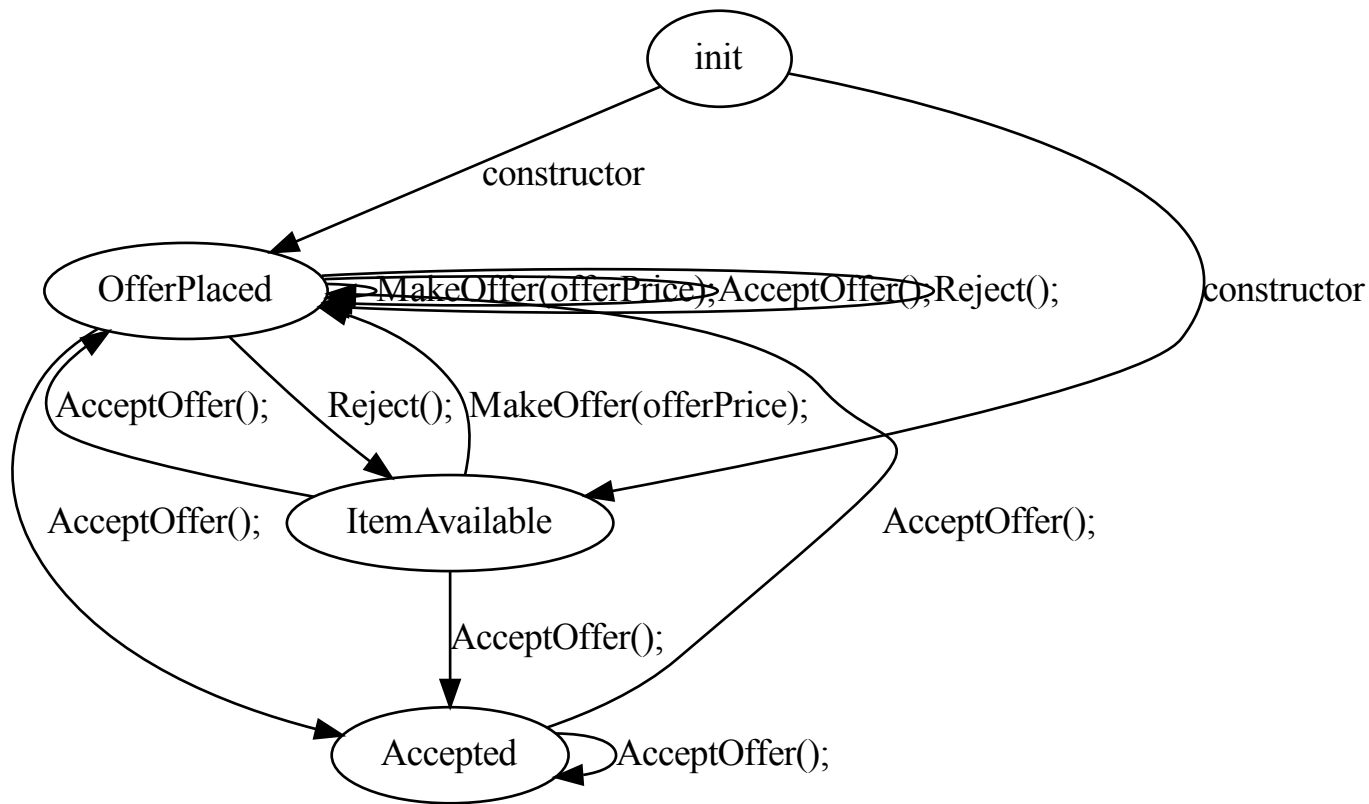 init
constructor
OfferPlaced
MakeOffer(offerPrice);
AcceptOffer();
Reject();
constructor
AcceptOffer();
Reject();
MakeOffer(offerPrice);
AcceptOffer();
ItemAvailable
AcceptOffer();
AcceptOffer();
Accepted
AcceptOffer();